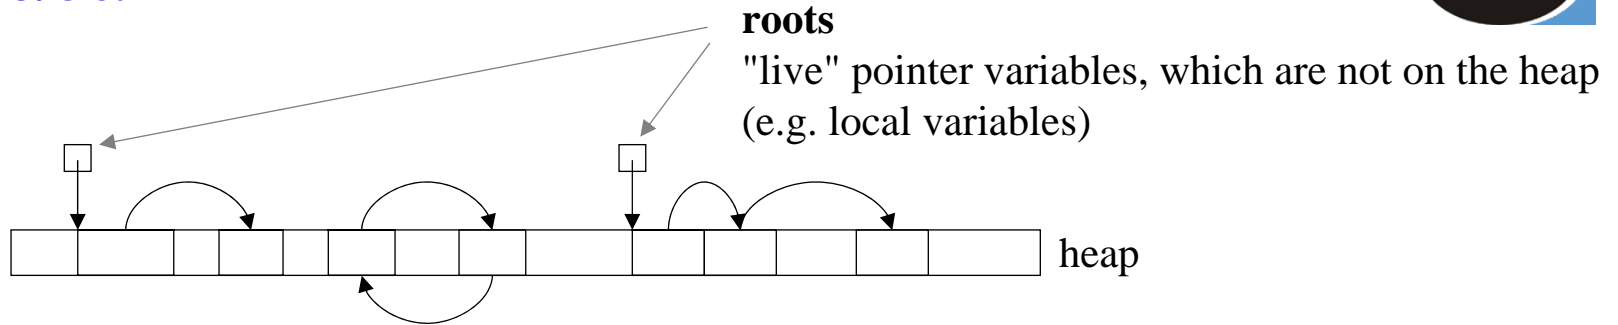 roots
"live" pointer variables, which are not on the heap
(e.g. local variables)
heap